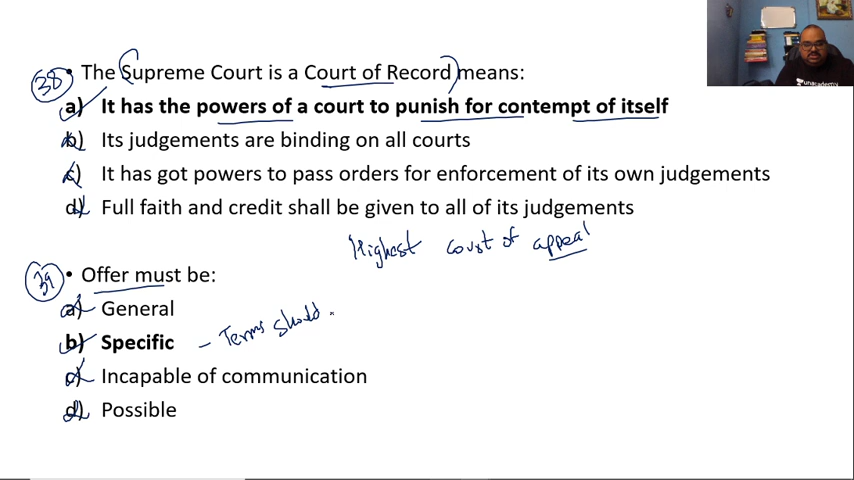 38 • The Supreme Court is a Court of Record means:
a) It has the powers of a court to punish for contempt of itself
b) Its judgements are binding on all courts
c) It has got powers to pass orders for enforcement of its own judgements
d) Full faith and credit shall be given to all of its judgements
Highest court of appeal
39 • Offer must be:
a) General
b) Specific - Terms should
c) Incapable of communication
d) Possible
unacademy